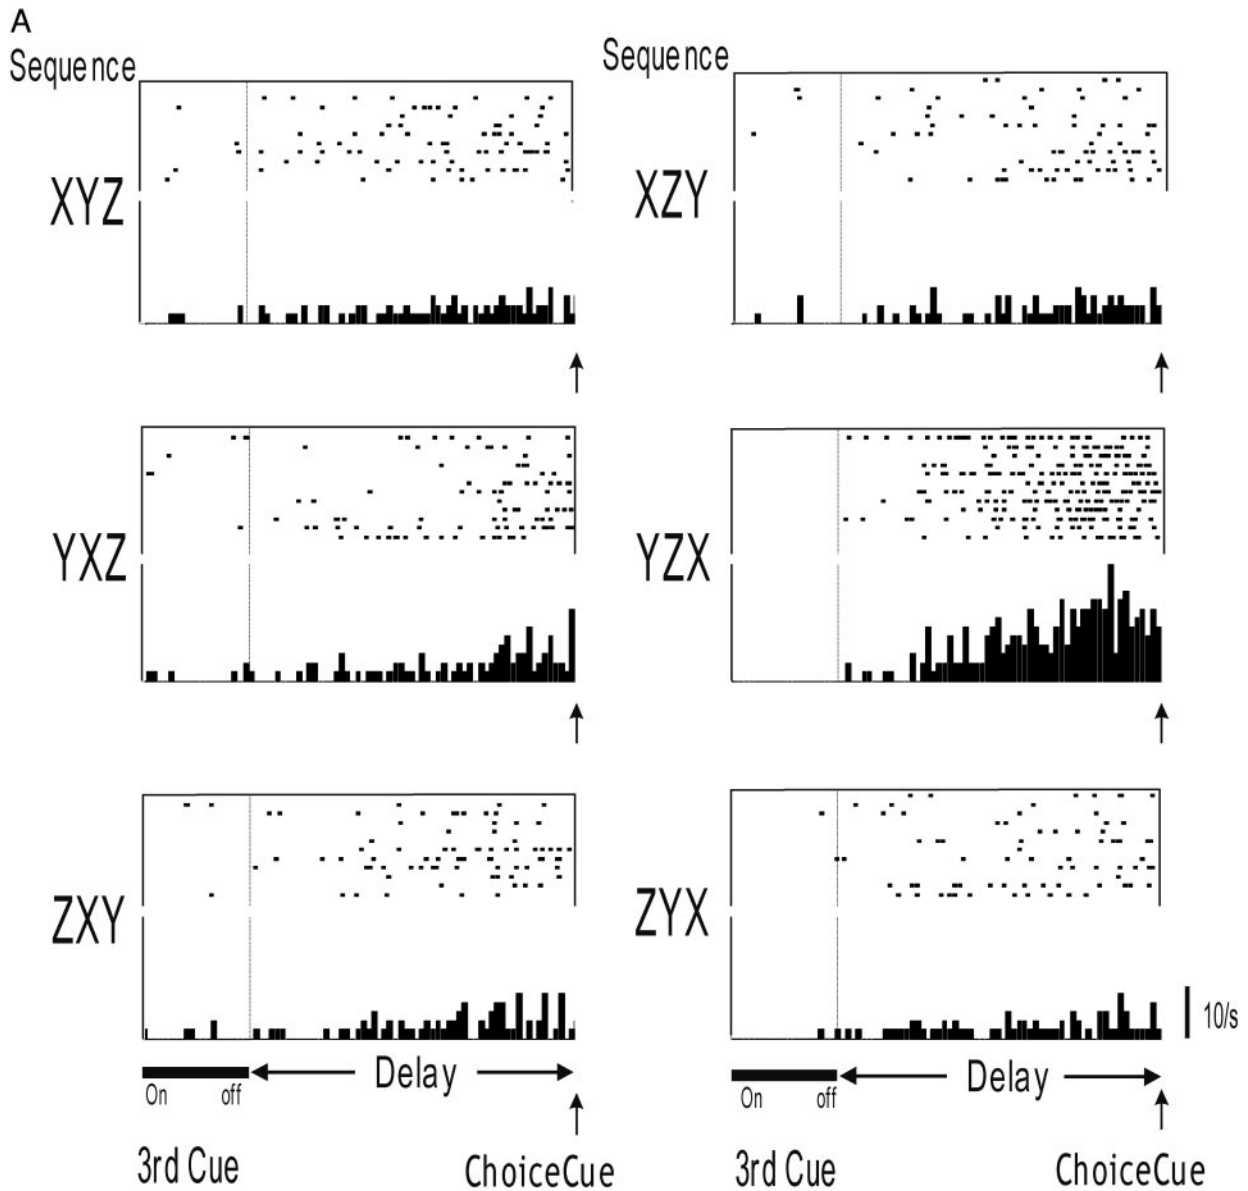 A
Sequence
Sequence
XYZ
XZY
YXZ
YZX
ZXY
ZYX
10/s
On off
Delay
On off
Delay
3rd Cue
ChoiceCue
3rd Cue
ChoiceCue